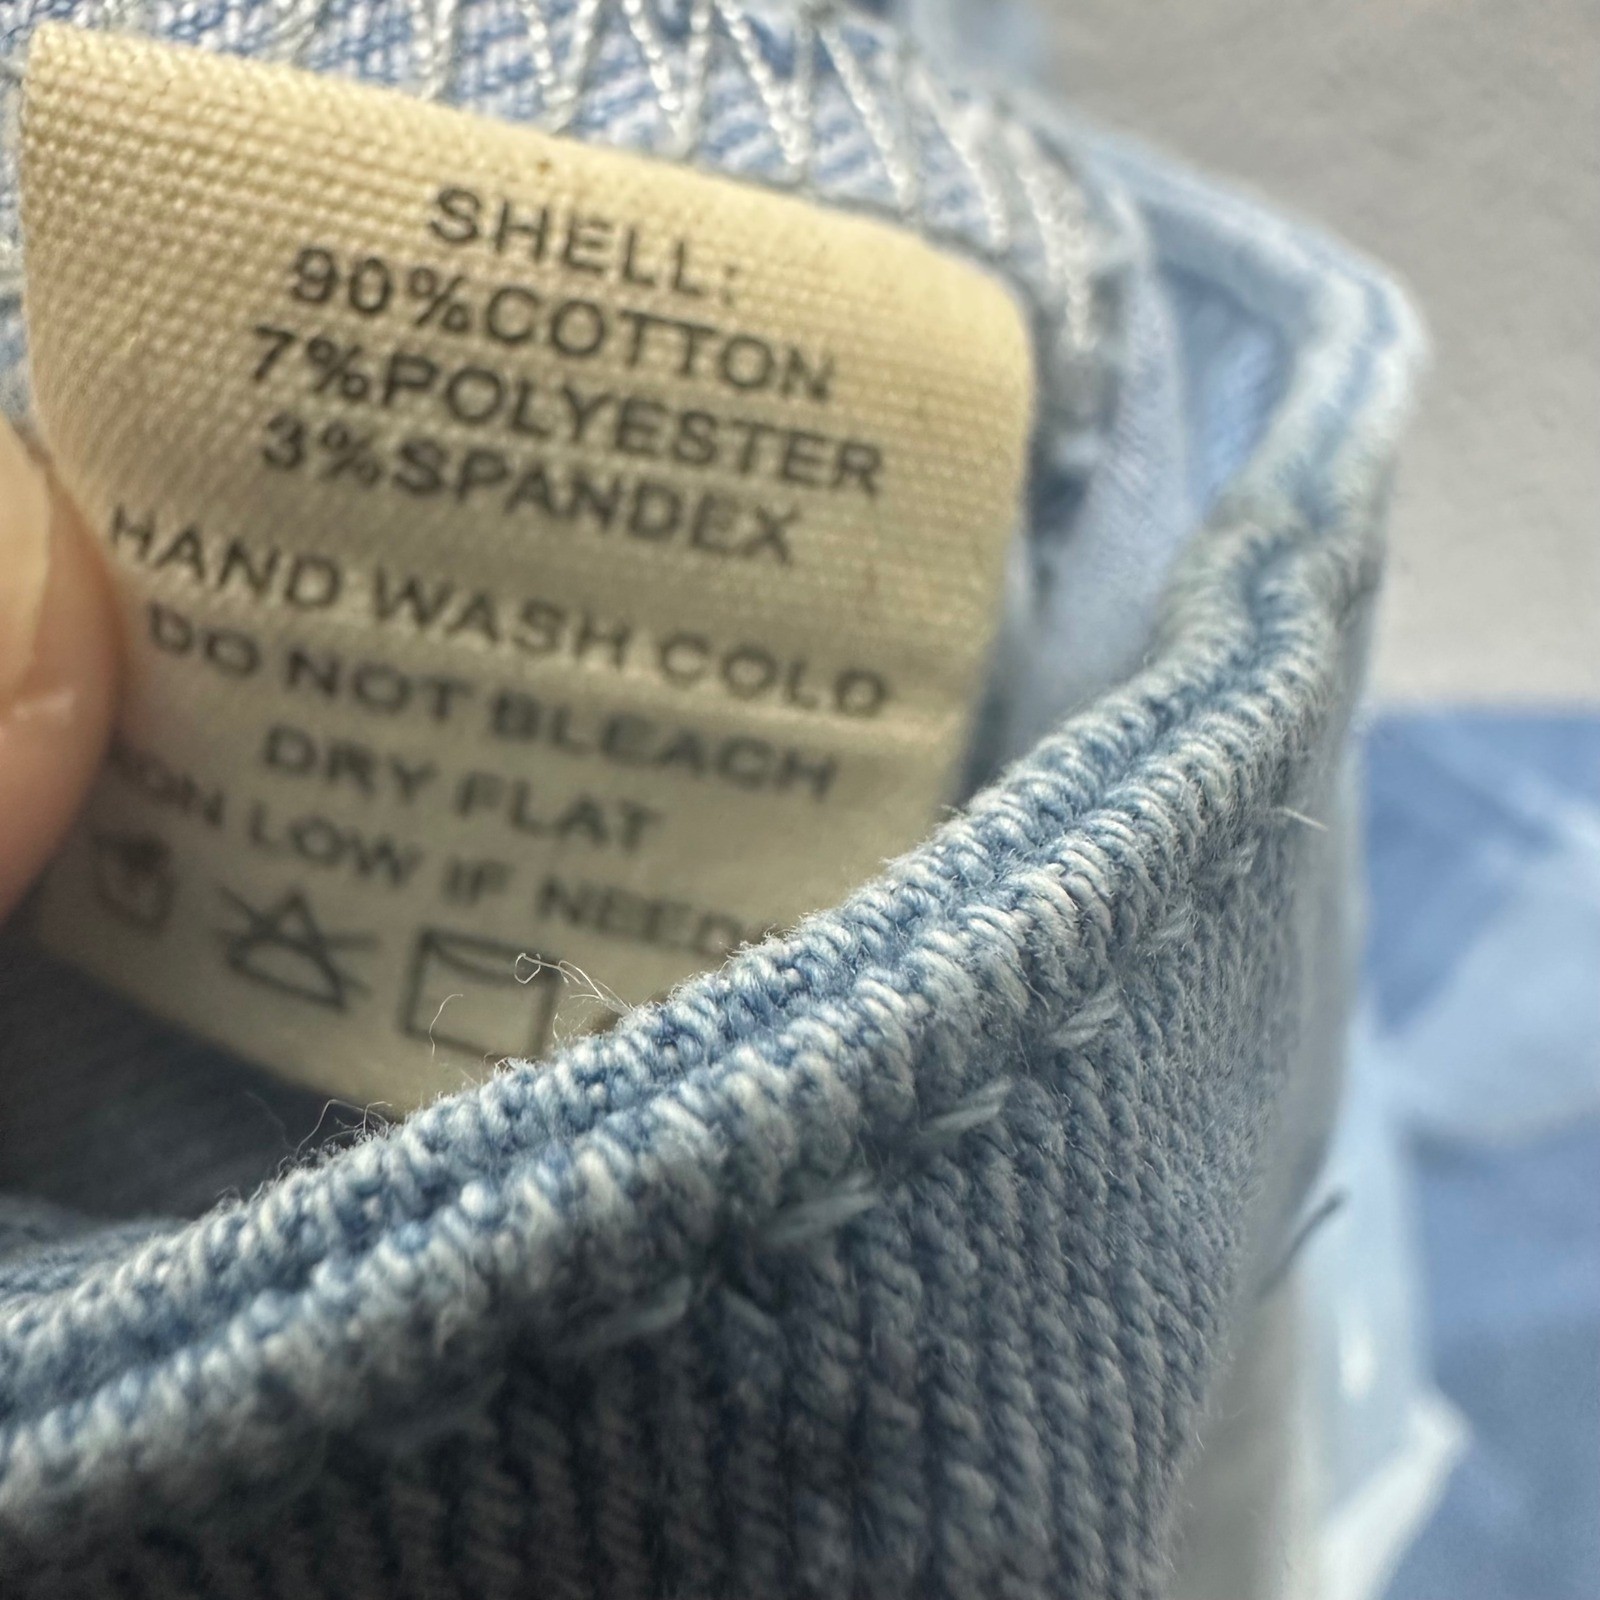 SHELL:
90%COTTON
7%POLYESTER
3%SPANDEX
HAND WASH COLD
DO NOT BLEACH
DRY FLAT
LOW IF